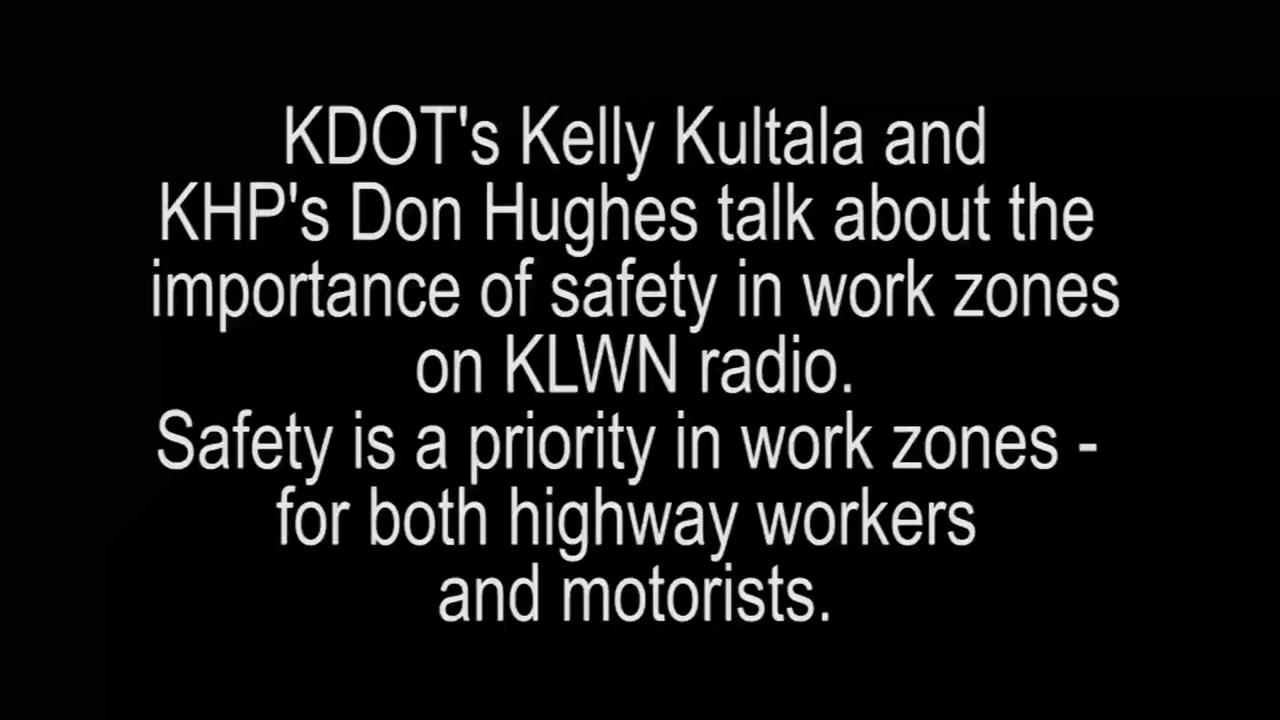 KDOT's Kelly Kultala and
KHP's Don Hughes talk about the
importance of safety in work zones
on KLWN radio.
Safety is a priority in work zones -
for both highway workers
and motorists.